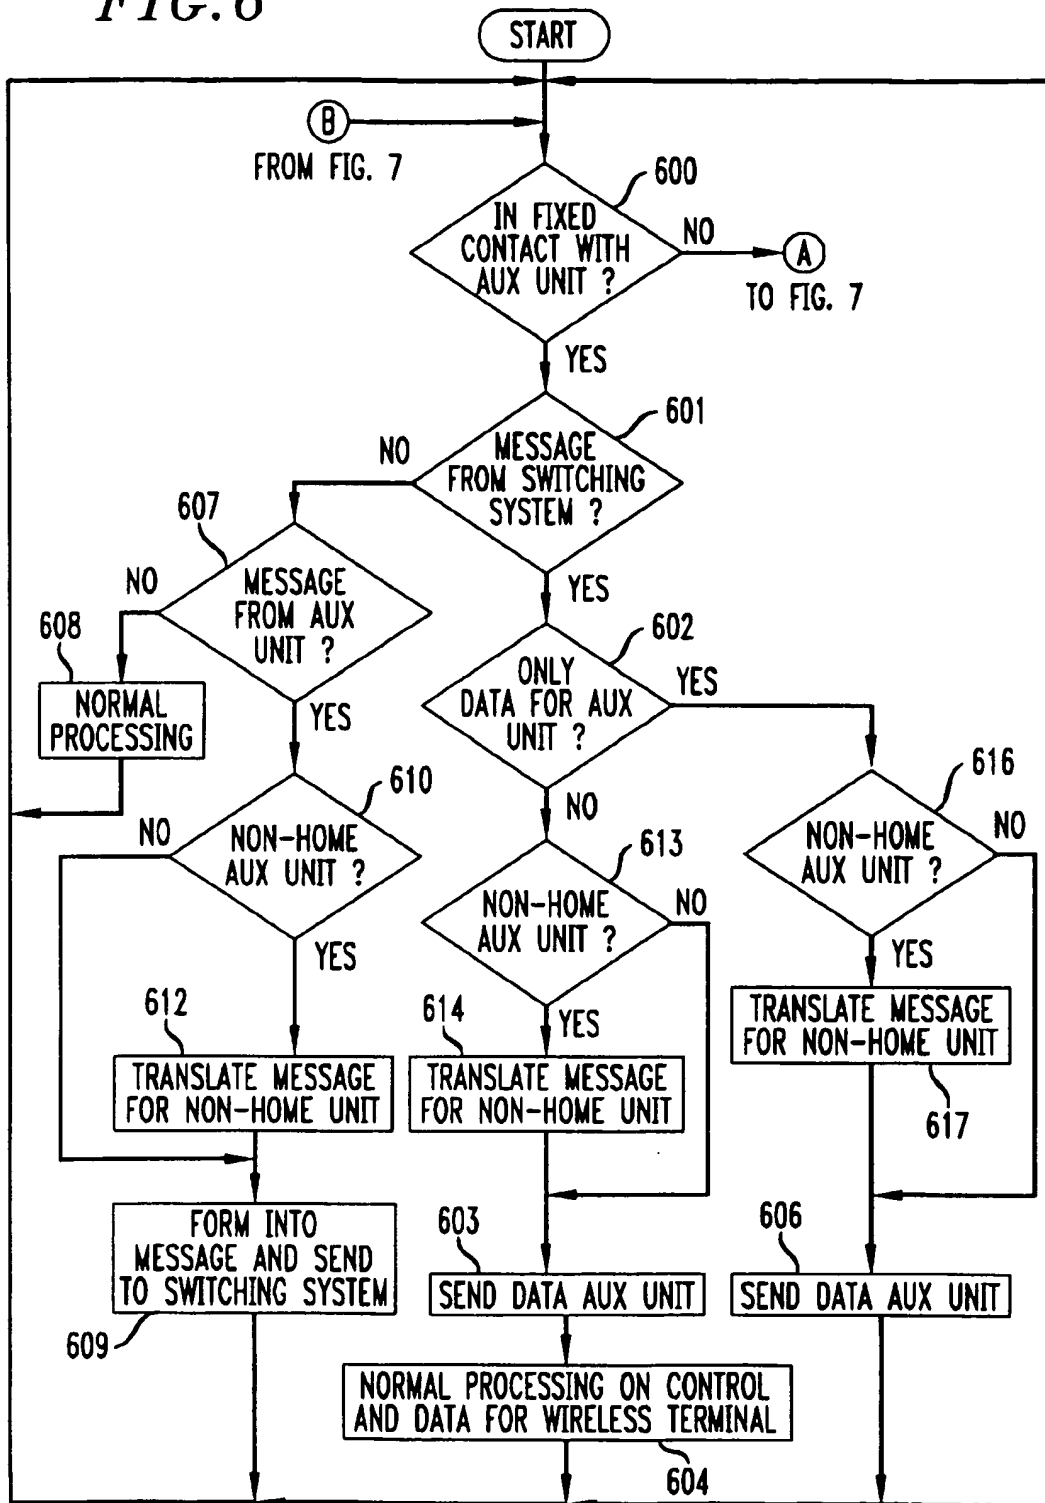 FIG. 6
START
B
FROM FIG. 7
600
IN FIXED
CONTACT WITH
AUX UNIT ?
NO
A
TO FIG. 7
YES
601
MESSAGE
FROM SWITCHING
SYSTEM ?
NO
YES
607
MESSAGE
FROM AUX
UNIT ?
NO
YES
608
NORMAL
PROCESSING
602
ONLY
DATA FOR AUX
UNIT ?
YES
NO
610
NON-HOME
AUX UNIT ?
NO
YES
613
NON-HOME
AUX UNIT ?
NO
YES
616
NON-HOME
AUX UNIT ?
NO
YES
612
TRANSLATE MESSAGE
FOR NON-HOME UNIT
614
TRANSLATE MESSAGE
FOR NON-HOME UNIT
TRANSLATE MESSAGE
FOR NON-HOME UNIT
617
FORM INTO
MESSAGE AND SEND
TO SWITCHING SYSTEM
609
603
SEND DATA AUX UNIT
606
SEND DATA AUX UNIT
NORMAL PROCESSING ON CONTROL
AND DATA FOR WIRELESS TERMINAL
604